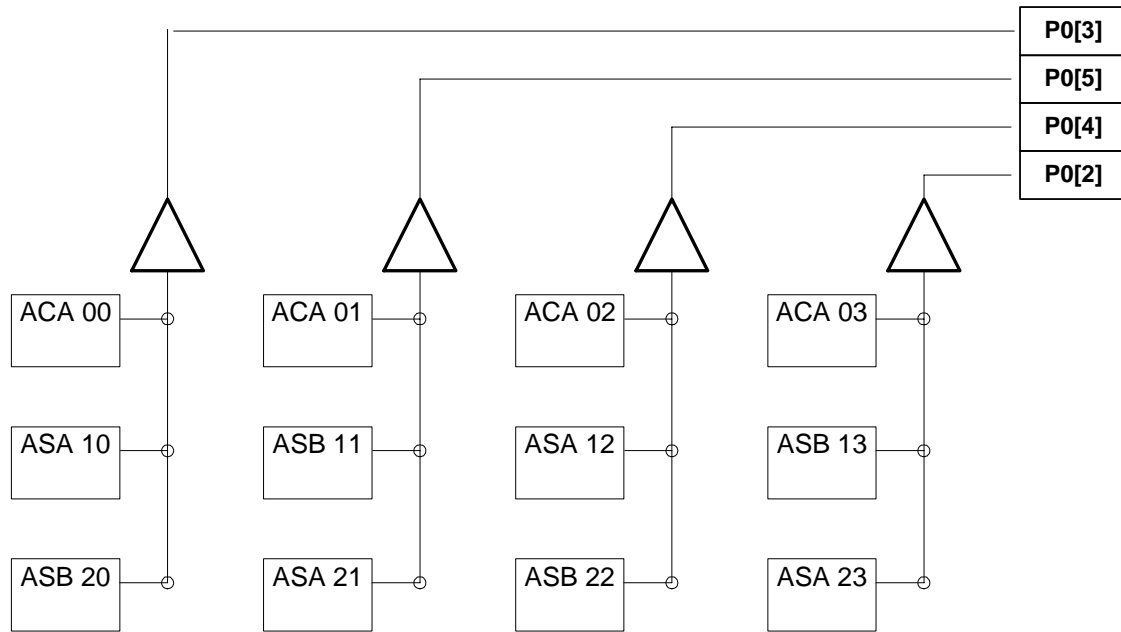 P0[3]
P0[5]
P0[4]
P0[2]
ACA 00
ACA 01
ACA 02
ACA 03
ASA 10
ASB 11
ASA 12
ASB 13
ASB 20
ASA 21
ASB 22
ASA 23